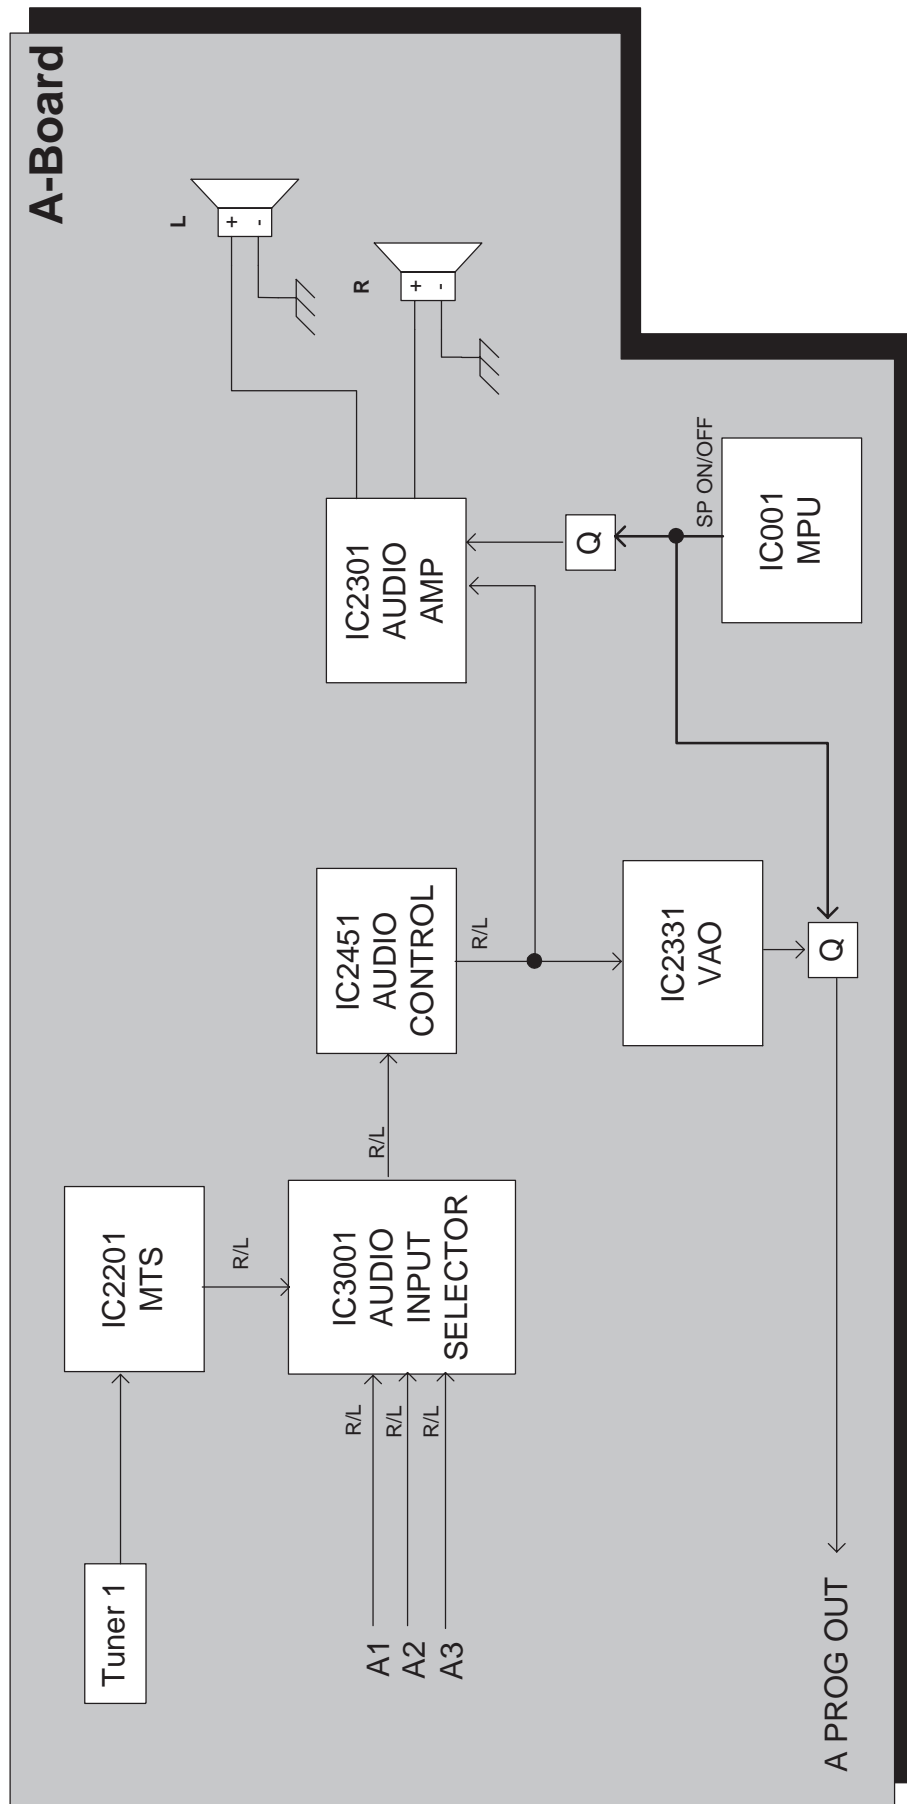 A-Board
Tuner 1
IC2201
MTS
R/L
A1
A2
A3
R/L
R/L
R/L
IC3001
AUDIO
INPUT
SELECTOR
R/L
IC2451
AUDIO
CONTROL
R/L
IC2301
AUDIO
AMP
L
+
-
R
+
-
IC2331
VAO
Q
Q
SP ON/OFF
IC001
MPU
A PROG OUT